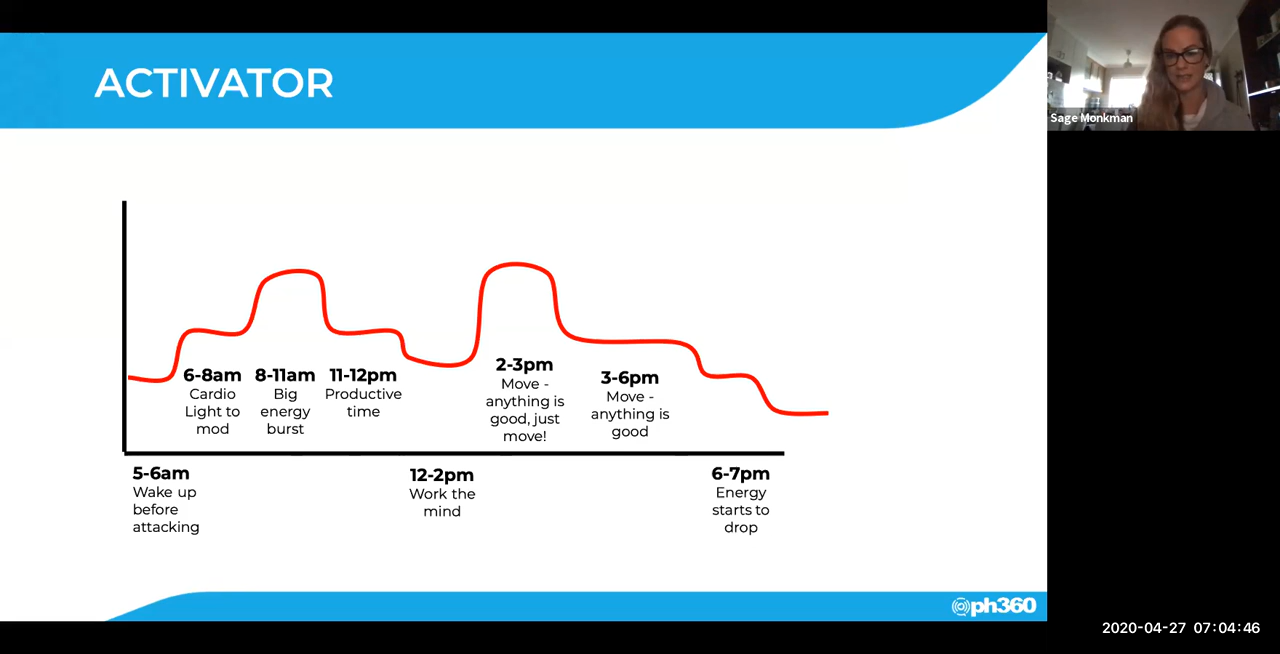 ACTIVATOR
Sage Monkman
6-8am
Cardio
Light to
mod
8-11am
Big
energy
burst
11-12pm
Productive
time
2-3pm
Move -
anything is
good, just
move!
3-6pm
Move -
anything is
good
5-6am
Wake up
before
attacking
12-2pm
Work the
mind
6-7pm
Energy
starts to
drop
ph360
2020-04-27 07:04:46